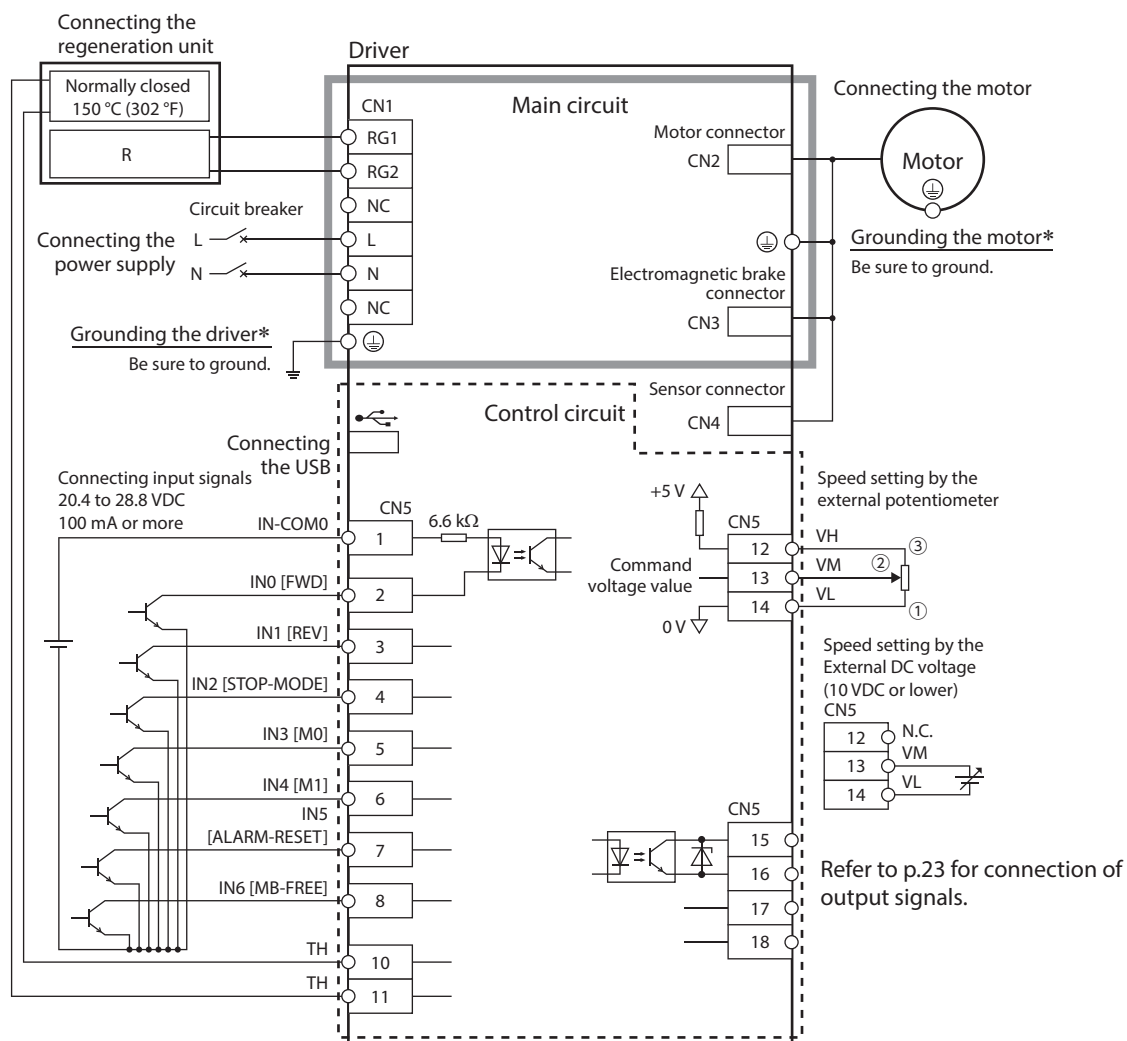 Connecting the
regeneration unit
Normally closed
150 °C (302 °F)
R
Driver
CN1
Main circuit
RG1
RG2
NC
L
N
NC
Circuit breaker
Connecting the
power supply
L
N
Grounding the driver*
Be sure to ground.
Motor connector
CN2
Electromagnetic brake
connector
CN3
Connecting the motor
Motor
Grounding the motor*
Be sure to ground.
Sensor connector
CN4
Control circuit
Connecting
the USB
Connecting input signals
20.4 to 28.8 VDC
100 mA or more
CN5
IN-COM0
1
6.6 kΩ
IN0 [FWD]
2
IN1 [REV]
3
IN2 [STOP-MODE]
4
IN3 [M0]
5
IN4 [M1]
6
IN5
[ALARM-RESET]
7
IN6 [MB-FREE]
8
TH
10
TH
11
+5 V
CN5
12
13
14
Command
voltage value
0 V
Speed setting by the
external potentiometer
VH
③
VM
②
VL
①
Speed setting by the
External DC voltage
(10 VDC or lower)
CN5
12
N.C.
13
VM
14
VL
CN5
15
16
17
18
Refer to p.23 for connection of
output signals.